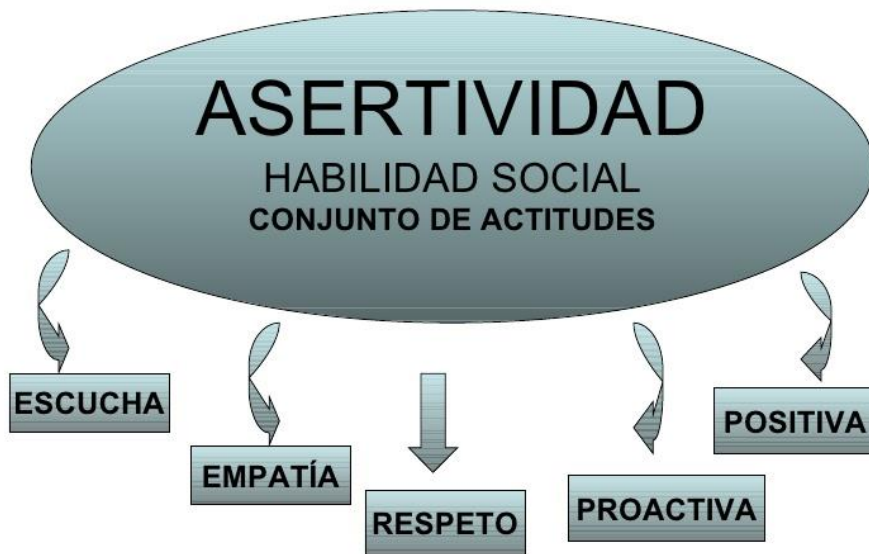 ASERTIVIDAD
HABILIDAD SOCIAL
CONJUNTO DE ACTITUDES
ESCUCHA
EMPATÍA
RESPETO
PROACTIVA
POSITIVA